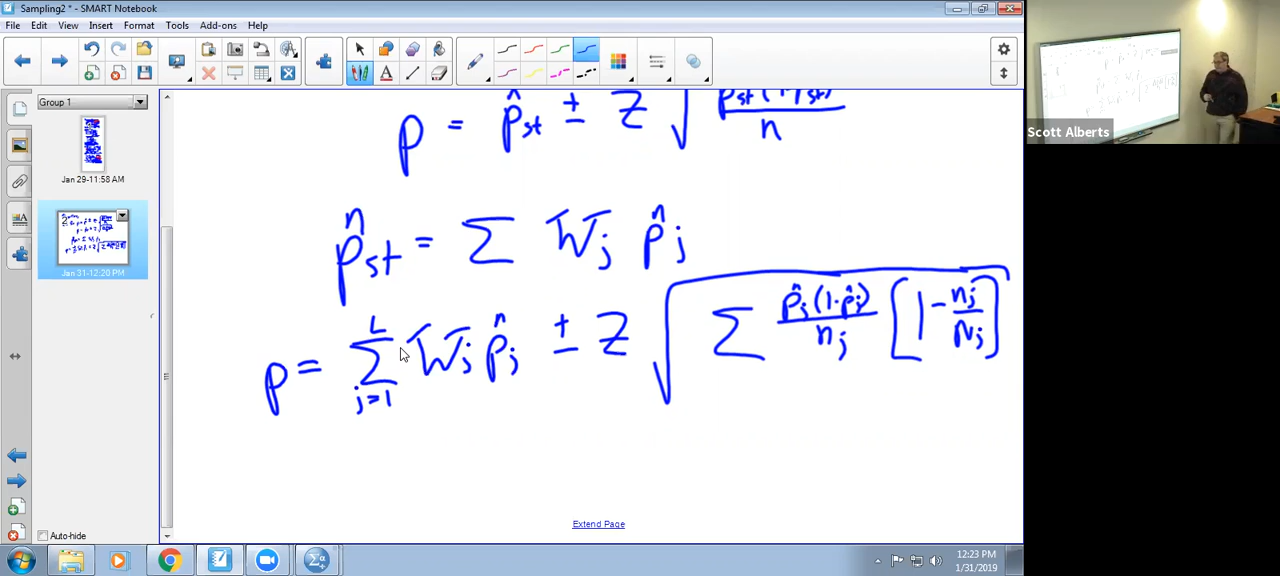 Sampling2 * - SMART Notebook
File Edit View Insert Format Tools Add-ons Help
Group 1
Jan 29-11:58 AM
Jan 31-12:20 PM
Auto-hide
p = p̂st ± Z √ p̂st(1-p̂st) / n
p̂st = Σ Wj p̂j
p = Σ_{j=1}^{L} Wj p̂j ± Z √ Σ p̂j(1-p̂j) / nj [1 - nj/Nj]
Extend Page
Scott Alberts
12:23 PM
1/31/2019